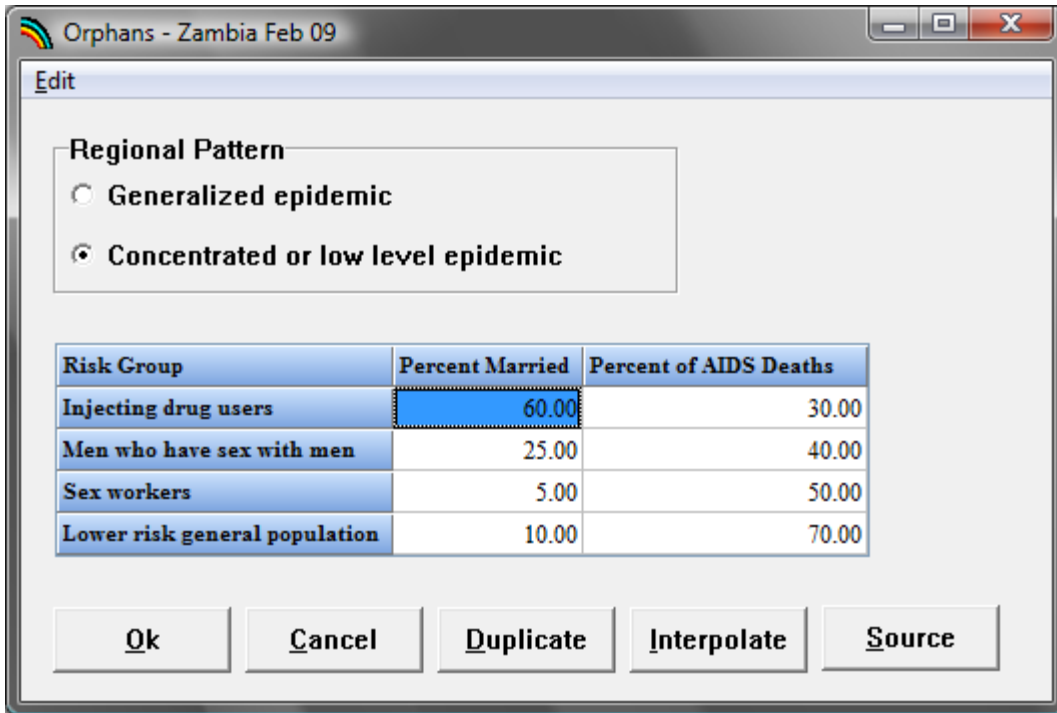 Orphans - Zambia Feb 09
Edit
Regional Pattern
Generalized epidemic
Concentrated or low level epidemic
Risk Group Percent Married Percent of AIDS Deaths
Injecting drug users 60.00 30.00
Men who have sex with men 25.00 40.00
Sex workers 5.00 50.00
Lower risk general population 10.00 70.00
Ok Cancel Duplicate Interpolate Source